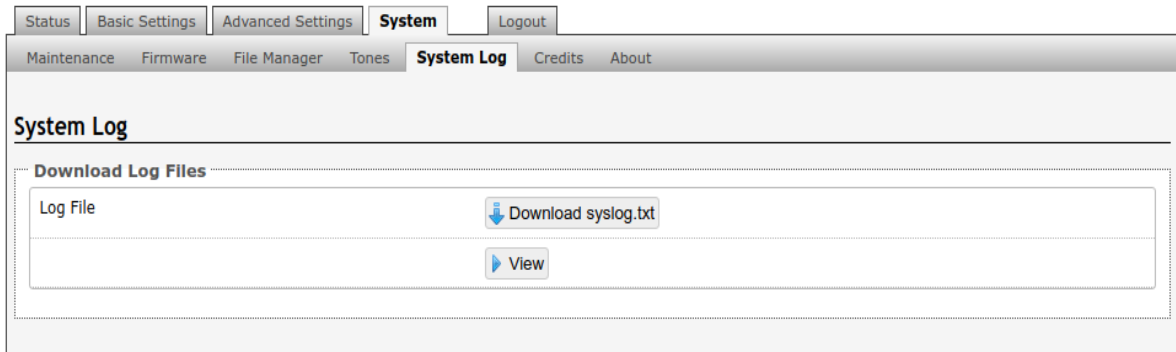 Status Basic Settings Advanced Settings System Logout
Maintenance Firmware File Manager Tones System Log Credits About
System Log
Download Log Files
Log File Download syslog.txt
View